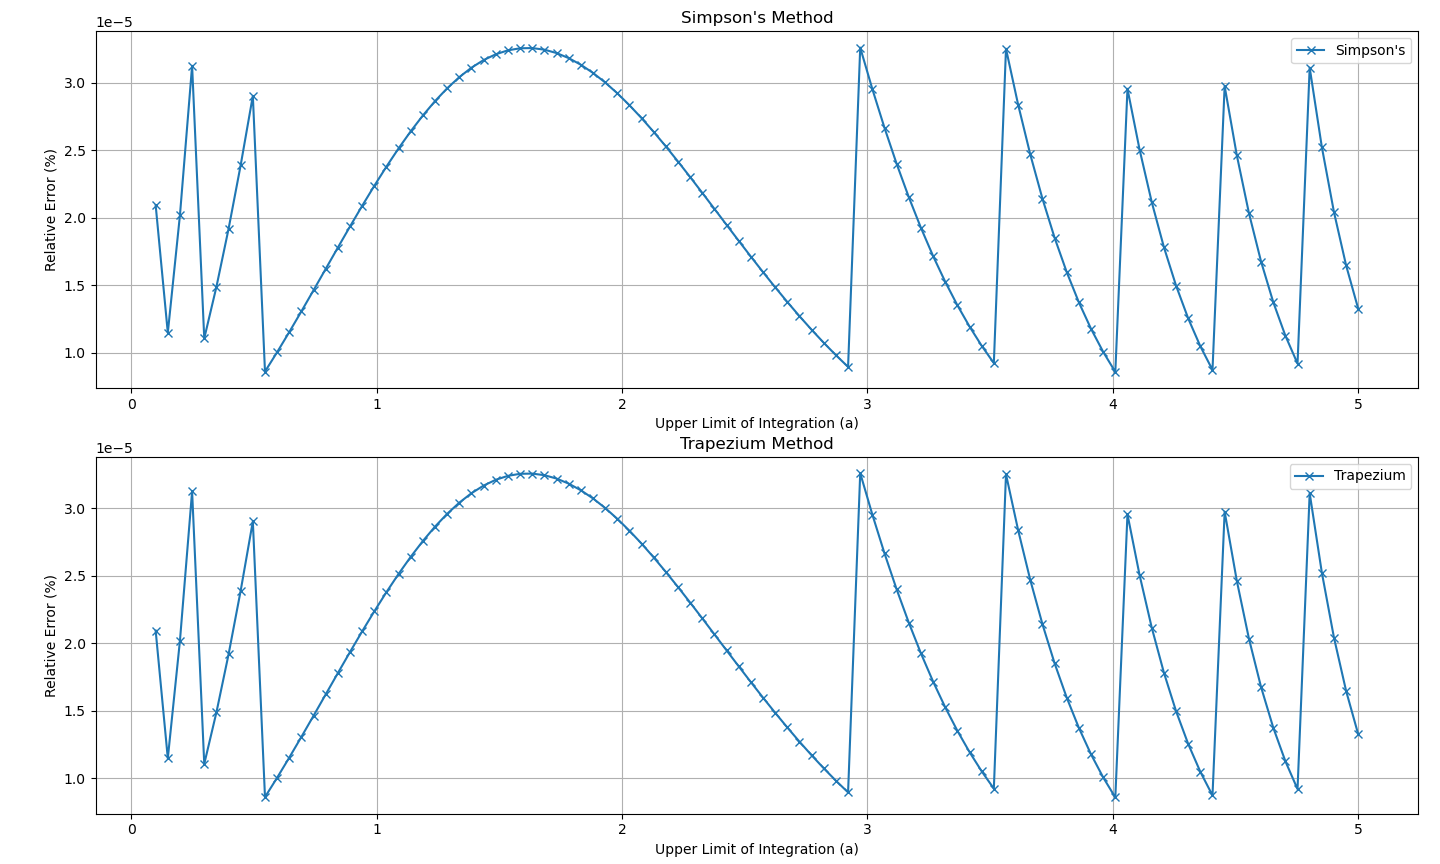 Simpson's Method
1e−5
Simpson's
3.0
2.5
2.0
1.5
1.0
Relative Error (%)
0 1 2 3 4 5
Upper Limit of Integration (a)
Trapezium Method
1e−5
Trapezium
3.0
2.5
2.0
1.5
1.0
Relative Error (%)
0 1 2 3 4 5
Upper Limit of Integration (a)